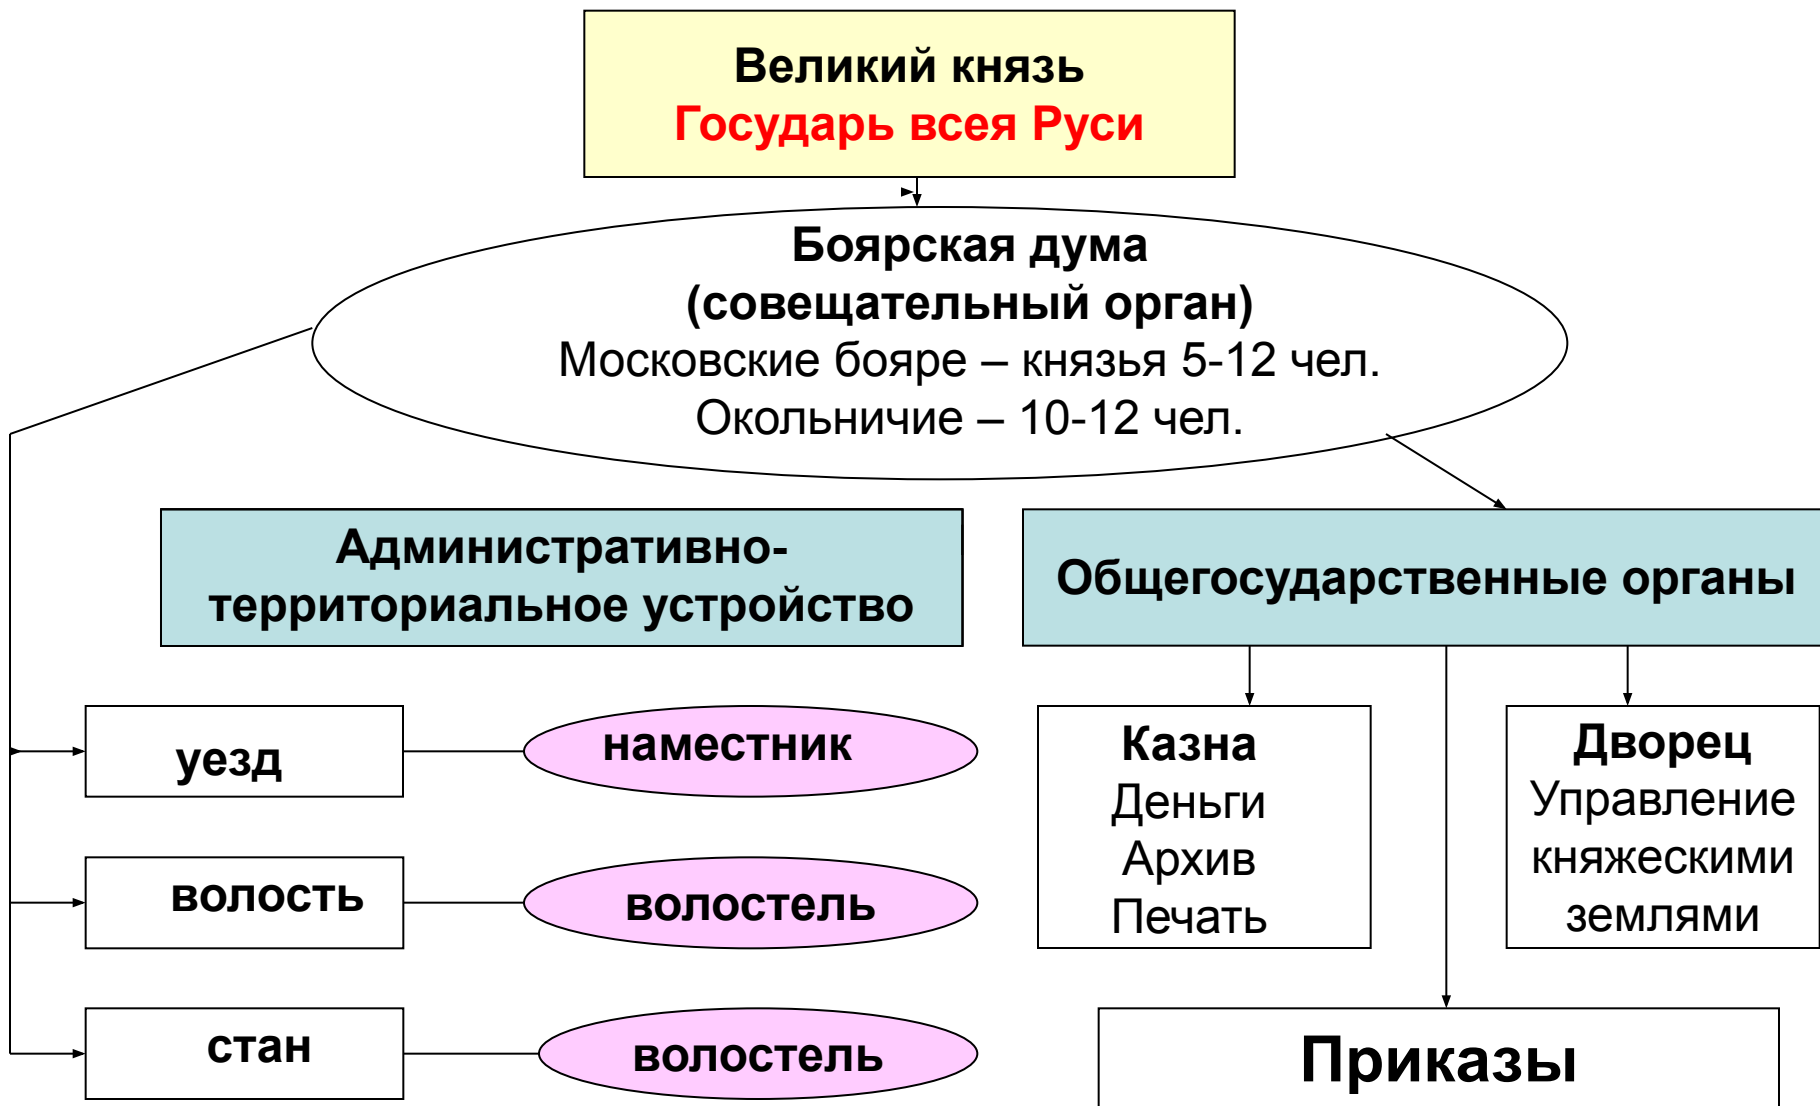 Великий князь
Государь всея Руси
Боярская дума
(совещательный орган)
Московские бояре – князья 5-12 чел.
Окольничие – 10-12 чел.
Административно-
территориальное устройство
уезд
наместник
волость
волостель
стан
волостель
Общегосударственные органы
Казна
Деньги
Архив
Печать
Дворец
Управление
княжескими
землями
Приказы